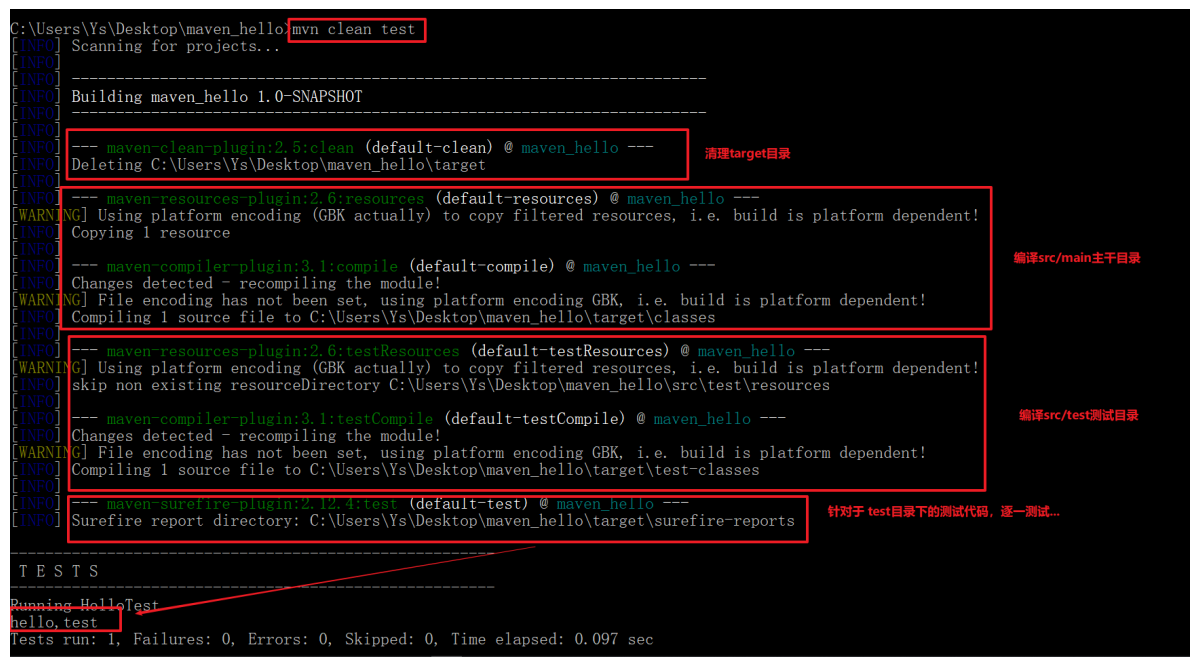 C:\Users\Ys\Desktop\maven_hello>mvn clean test
[INFO] Scanning for projects...
[INFO]
[INFO] ------------------------------------------------------------------------
[INFO] Building maven_hello 1.0-SNAPSHOT
[INFO] ------------------------------------------------------------------------
[INFO]
[INFO] --- maven-clean-plugin:2.5:clean (default-clean) @ maven_hello ---
清理target目录
[INFO] Deleting C:\Users\Ys\Desktop\maven_hello\target
[INFO]
[INFO] --- maven-resources-plugin:2.6:resources (default-resources) @ maven_hello ---
[WARNING] Using platform encoding (GBK actually) to copy filtered resources, i.e. build is platform dependent!
[INFO] Copying 1 resource
[INFO]
编译src/main主干目录
[INFO] --- maven-compiler-plugin:3.1:compile (default-compile) @ maven_hello ---
[INFO] Changes detected - recompiling the module!
[WARNING] File encoding has not been set, using platform encoding GBK, i.e. build is platform dependent!
[INFO] Compiling 1 source file to C:\Users\Ys\Desktop\maven_hello\target\classes
[INFO]
[INFO] --- maven-resources-plugin:2.6:testResources (default-testResources) @ maven_hello ---
[WARNING] Using platform encoding (GBK actually) to copy filtered resources, i.e. build is platform dependent!
[INFO] skip non existing resourceDirectory C:\Users\Ys\Desktop\maven_hello\src\test\resources
[INFO]
编译src/test测试目录
[INFO] --- maven-compiler-plugin:3.1:testCompile (default-testCompile) @ maven_hello ---
[INFO] Changes detected - recompiling the module!
[WARNING] File encoding has not been set, using platform encoding GBK, i.e. build is platform dependent!
[INFO] Compiling 1 source file to C:\Users\Ys\Desktop\maven_hello\target\test-classes
[INFO]
[INFO] --- maven-surefire-plugin:2.12.4:test (default-test) @ maven_hello ---
针对于 test目录下的测试代码，逐一测试...
[INFO] Surefire report directory: C:\Users\Ys\Desktop\maven_hello\target\surefire-reports
-------------------------------------------------------
T E S T S
-------------------------------------------------------
Running HolloTest
hello,test
Tests run: 1, Failures: 0, Errors: 0, Skipped: 0, Time elapsed: 0.097 sec